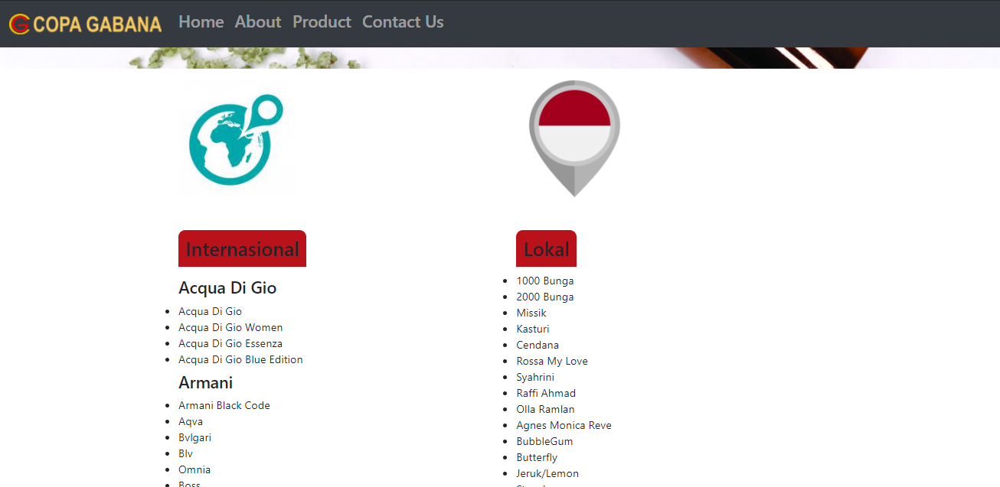 COPA GABANA Home About Product Contact Us
Internasional
Acqua Di Gio
Acqua Di Gio
Acqua Di Gio Women
Acqua Di Gio Essenza
Acqua Di Gio Blue Edition
Armani
Armani Black Code
Aqva
Bvlgari
Blv
Omnia
Boss
Lokal
1000 Bunga
2000 Bunga
Missik
Kasturi
Cendana
Rossa My Love
Syahrini
Raffi Ahmad
Olla Ramlan
Agnes Monica Reve
BubbleGum
Butterfly
Jeruk/Lemon